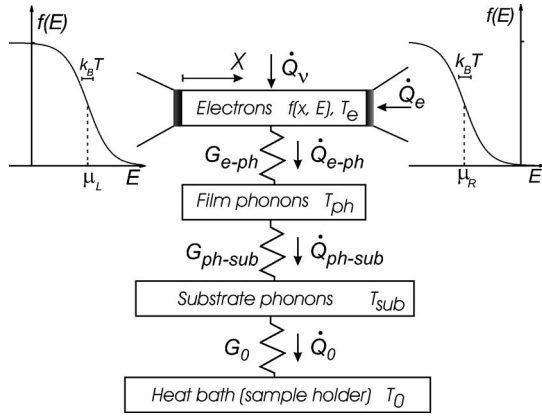 f(E)
k_BT
μ_L
E
X
Q̇_ν
Electrons f(x, E), T_e
Q̇_e
f(E)
k_BT
E
μ_R
G_e-ph
Q̇_e-ph
Film phonons T_ph
G_ph-sub
Q̇_ph-sub
Substrate phonons T_sub
G_0
Q̇_0
Heat bath (sample holder) T_0